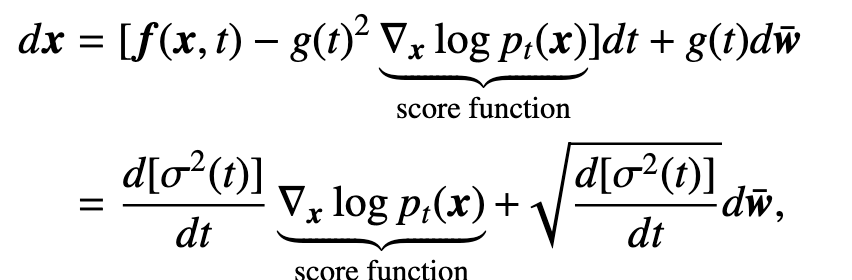 dx = [f(x, t) − g(t)² ∇ₓ log pₜ(x)]dt + g(t)dw̄
score function
= d[σ²(t)]/dt ∇ₓ log pₜ(x) + √(d[σ²(t)]/dt) dw̄,
score function